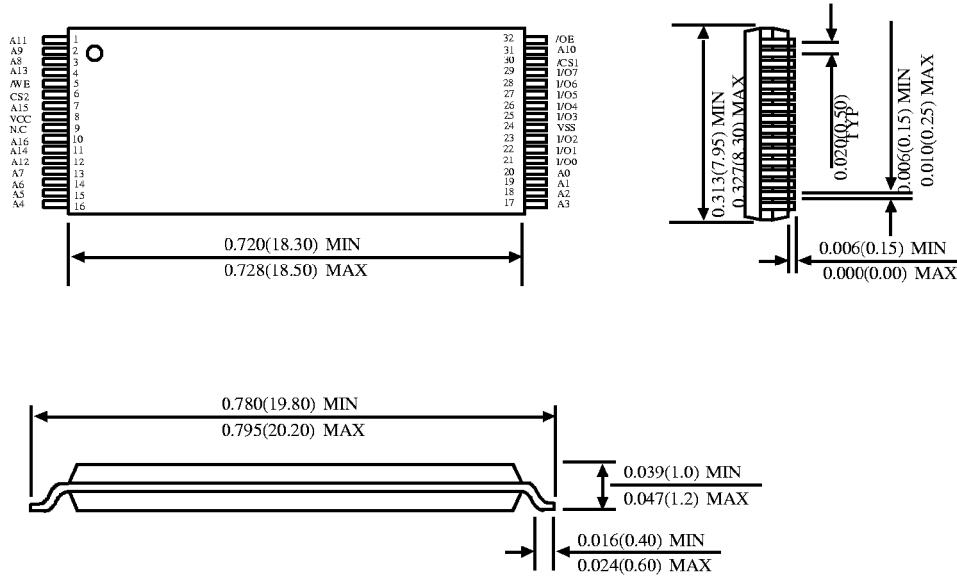 A11 1 32 /OE
A9 2 31 A10
A8 3 30 /CS1
A13 4 29 I/O7
/WE 5 28 I/O6
CS2 6 27 I/O5
A15 7 26 I/O4
VCC 8 25 I/O3
N.C 9 24 VSS
A16 10 23 I/O2
A14 11 22 I/O1
A12 12 21 I/O0
A7 13 20 A0
A6 14 19 A1
A5 15 18 A2
A4 16 17 A3
0.720(18.30) MIN
0.728(18.50) MAX
0.313(7.95) MIN
0.327(8.30) MAX
0.020(0.50)
TYP
0.006(0.15) MIN
0.010(0.25) MAX
0.006(0.15) MIN
0.000(0.00) MAX
0.780(19.80) MIN
0.795(20.20) MAX
0.039(1.0) MIN
0.047(1.2) MAX
0.016(0.40) MIN
0.024(0.60) MAX